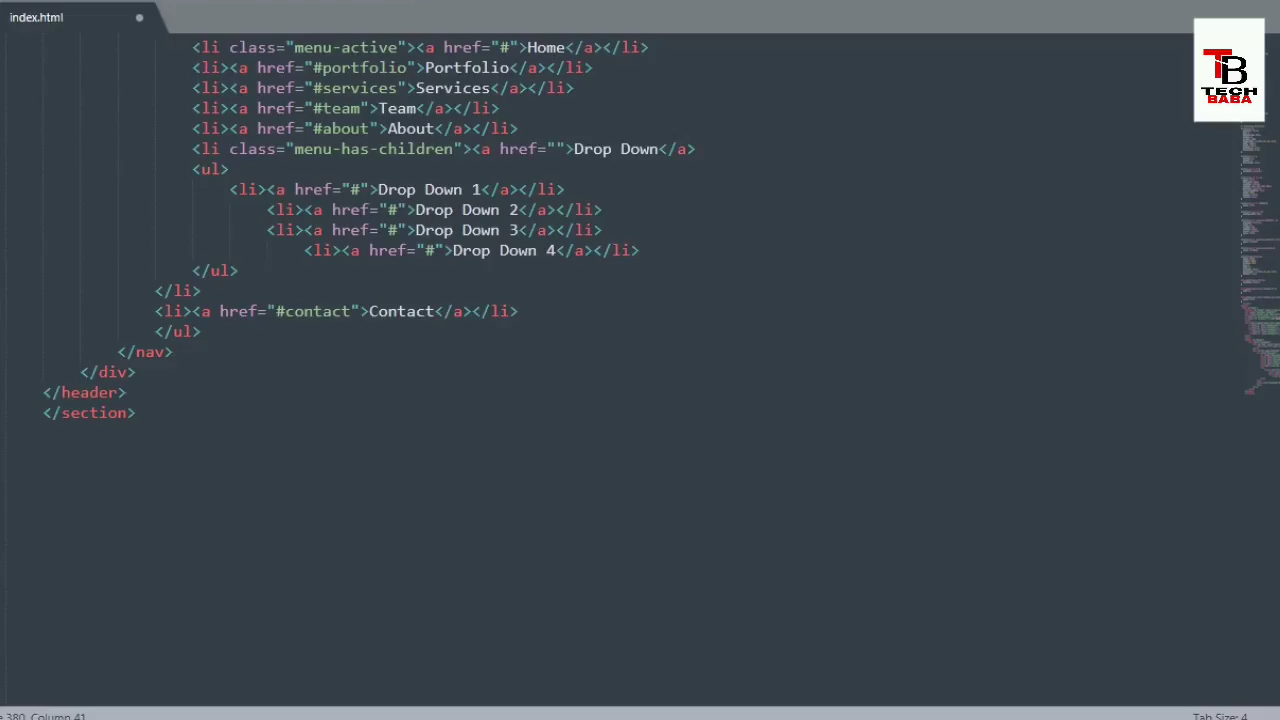 index.html
<li class="menu-active"><a href="#">Home</a></li>
<li><a href="#portfolio">Portfolio</a></li>
<li><a href="#services">Services</a></li>
<li><a href="#team">Team</a></li>
<li><a href="#about">About</a></li>
<li class="menu-has-children"><a href="">Drop Down</a>
<ul>
<li><a href="#">Drop Down 1</a></li>
<li><a href="#">Drop Down 2</a></li>
<li><a href="#">Drop Down 3</a></li>
<li><a href="#">Drop Down 4</a></li>
</ul>
</li>
<li><a href="#contact">Contact</a></li>
</ul>
</nav>
</div>
</header>
</section>
TB
TECH
BABA
380, Column 41
Tab Size: 4